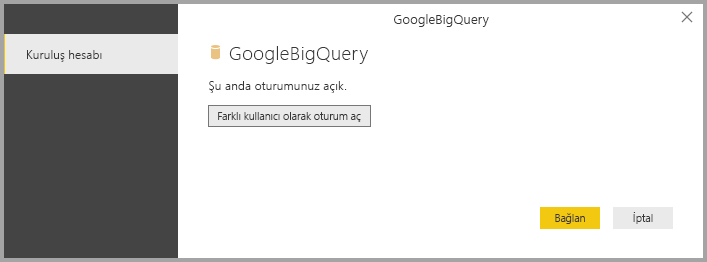 GoogleBigQuery
Kuruluş hesabı
GoogleBigQuery
Şu anda oturumunuz açık.
Farklı kullanıcı olarak oturum aç
Bağlan
İptal